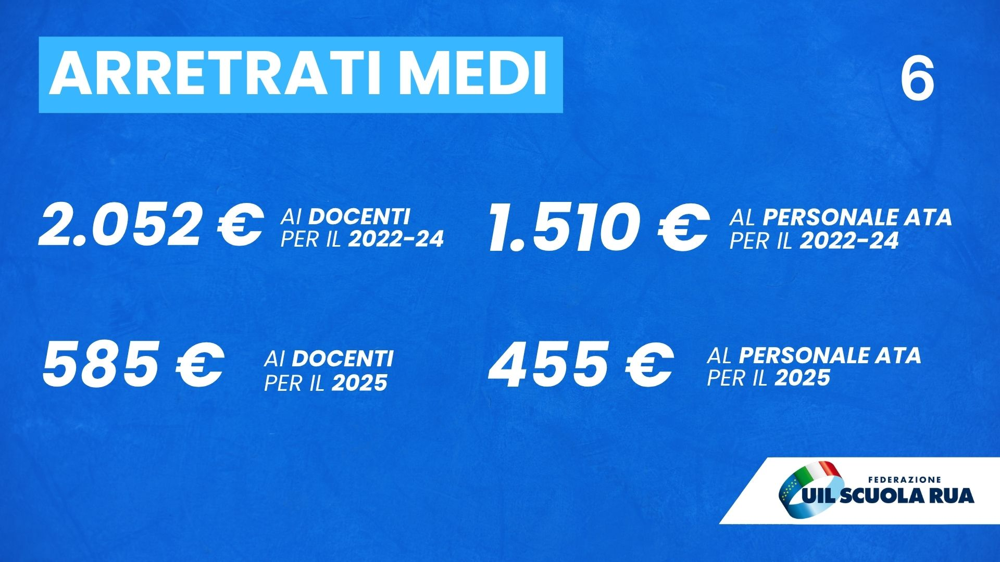 ARRETRATI MEDI
6
2.052 €
AI DOCENTI
PER IL 2022-24
1.510 €
AL PERSONALE ATA
PER IL 2022-24
585 €
AI DOCENTI
PER IL 2025
455 €
AL PERSONALE ATA
PER IL 2025
FEDERAZIONE
UIL SCUOLA RUA